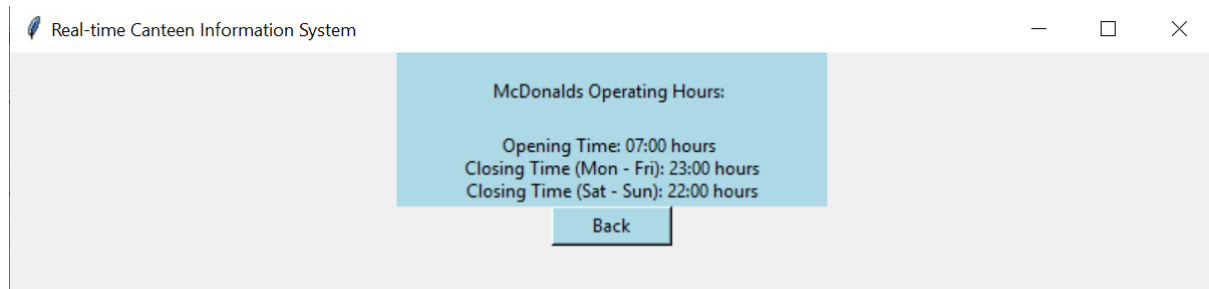 Real-time Canteen Information System
McDonalds Operating Hours:
Opening Time: 07:00 hours
Closing Time (Mon - Fri): 23:00 hours
Closing Time (Sat - Sun): 22:00 hours
Back